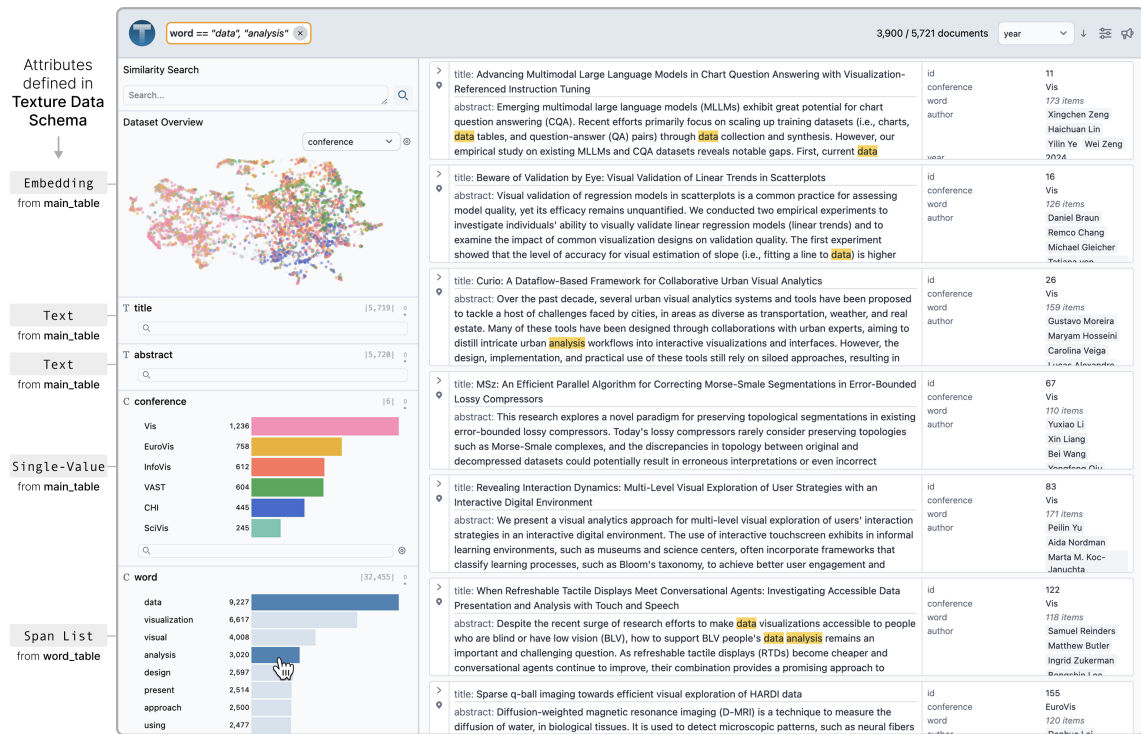 Attributes
defined in
Texture Data
Schema
Embedding
from main_table
Text
from main_table
Text
from main_table
Single-Value
from main_table
Span List
from word_table
T
word == "data", "analysis" ×
3,900 / 5,721 documents
year
Similarity Search
Search...
Dataset Overview
conference
T title
|5,719|
T abstract
|5,720|
C conference
|6|
Vis 1,236
EuroVis 758
InfoVis 612
VAST 604
CHI 445
SciVis 245
C word
|32,455|
data 9,227
visualization 6,617
visual 4,008
analysis 3,020
design 2,597
present 2,514
approach 2,500
using 2,477
title: Advancing Multimodal Large Language Models in Chart Question Answering with Visualization-
Referenced Instruction Tuning
abstract: Emerging multimodal large language models (MLLMs) exhibit great potential for chart
question answering (CQA). Recent efforts primarily focus on scaling up training datasets (i.e., charts,
data tables, and question-answer (QA) pairs) through data collection and synthesis. However, our
empirical study on existing MLLMs and CQA datasets reveals notable gaps. First, current data
id 11
conference Vis
word 173 items
author Xingchen Zeng
Haichuan Lin
Yilin Ye Wei Zeng
year 2024
title: Beware of Validation by Eye: Visual Validation of Linear Trends in Scatterplots
abstract: Visual validation of regression models in scatterplots is a common practice for assessing
model quality, yet its efficacy remains unquantified. We conducted two empirical experiments to
investigate individuals' ability to visually validate linear regression models (linear trends) and to
examine the impact of common visualization designs on validation quality. The first experiment
showed that the level of accuracy for visual estimation of slope (i.e., fitting a line to data) is higher
id 16
conference Vis
word 126 items
author Daniel Braun
Remco Chang
Michael Gleicher
Tatiana von
title: Curio: A Dataflow-Based Framework for Collaborative Urban Visual Analytics
abstract: Over the past decade, several urban visual analytics systems and tools have been proposed
to tackle a host of challenges faced by cities, in areas as diverse as transportation, weather, and real
estate. Many of these tools have been designed through collaborations with urban experts, aiming to
distill intricate urban analysis workflows into interactive visualizations and interfaces. However, the
design, implementation, and practical use of these tools still rely on siloed approaches, resulting in
id 26
conference Vis
word 159 items
author Gustavo Moreira
Maryam Hosseini
Carolina Veiga
Lucas Alexandre
title: MSz: An Efficient Parallel Algorithm for Correcting Morse-Smale Segmentations in Error-Bounded
Lossy Compressors
abstract: This research explores a novel paradigm for preserving topological segmentations in existing
error-bounded lossy compressors. Today's lossy compressors rarely consider preserving topologies
such as Morse-Smale complexes, and the discrepancies in topology between original and
decompressed datasets could potentially result in erroneous interpretations or even incorrect
id 67
conference Vis
word 110 items
author Yuxiao Li
Xin Liang
Bei Wang
Yongfeng Qiu
title: Revealing Interaction Dynamics: Multi-Level Visual Exploration of User Strategies with an
Interactive Digital Environment
abstract: We present a visual analytics approach for multi-level visual exploration of users' interaction
strategies in an interactive digital environment. The use of interactive touchscreen exhibits in informal
learning environments, such as museums and science centers, often incorporate frameworks that
classify learning processes, such as Bloom's taxonomy, to achieve better user engagement and
id 83
conference Vis
word 171 items
author Peilin Yu
Aida Nordman
Marta M. Koc-
Januchta
title: When Refreshable Tactile Displays Meet Conversational Agents: Investigating Accessible Data
Presentation and Analysis with Touch and Speech
abstract: Despite the recent surge of research efforts to make data visualizations accessible to people
who are blind or have low vision (BLV), how to support BLV people's data analysis remains an
important and challenging question. As refreshable tactile displays (RTDs) become cheaper and
conversational agents continue to improve, their combination provides a promising approach to
id 122
conference Vis
word 118 items
author Samuel Reinders
Matthew Butler
Ingrid Zukerman
Bongshin Lee
title: Sparse q-ball imaging towards efficient visual exploration of HARDI data
abstract: Diffusion-weighted magnetic resonance imaging (D-MRI) is a technique to measure the
diffusion of water, in biological tissues. It is used to detect microscopic patterns, such as neural fibers
id 155
conference EuroVis
word 120 items
author